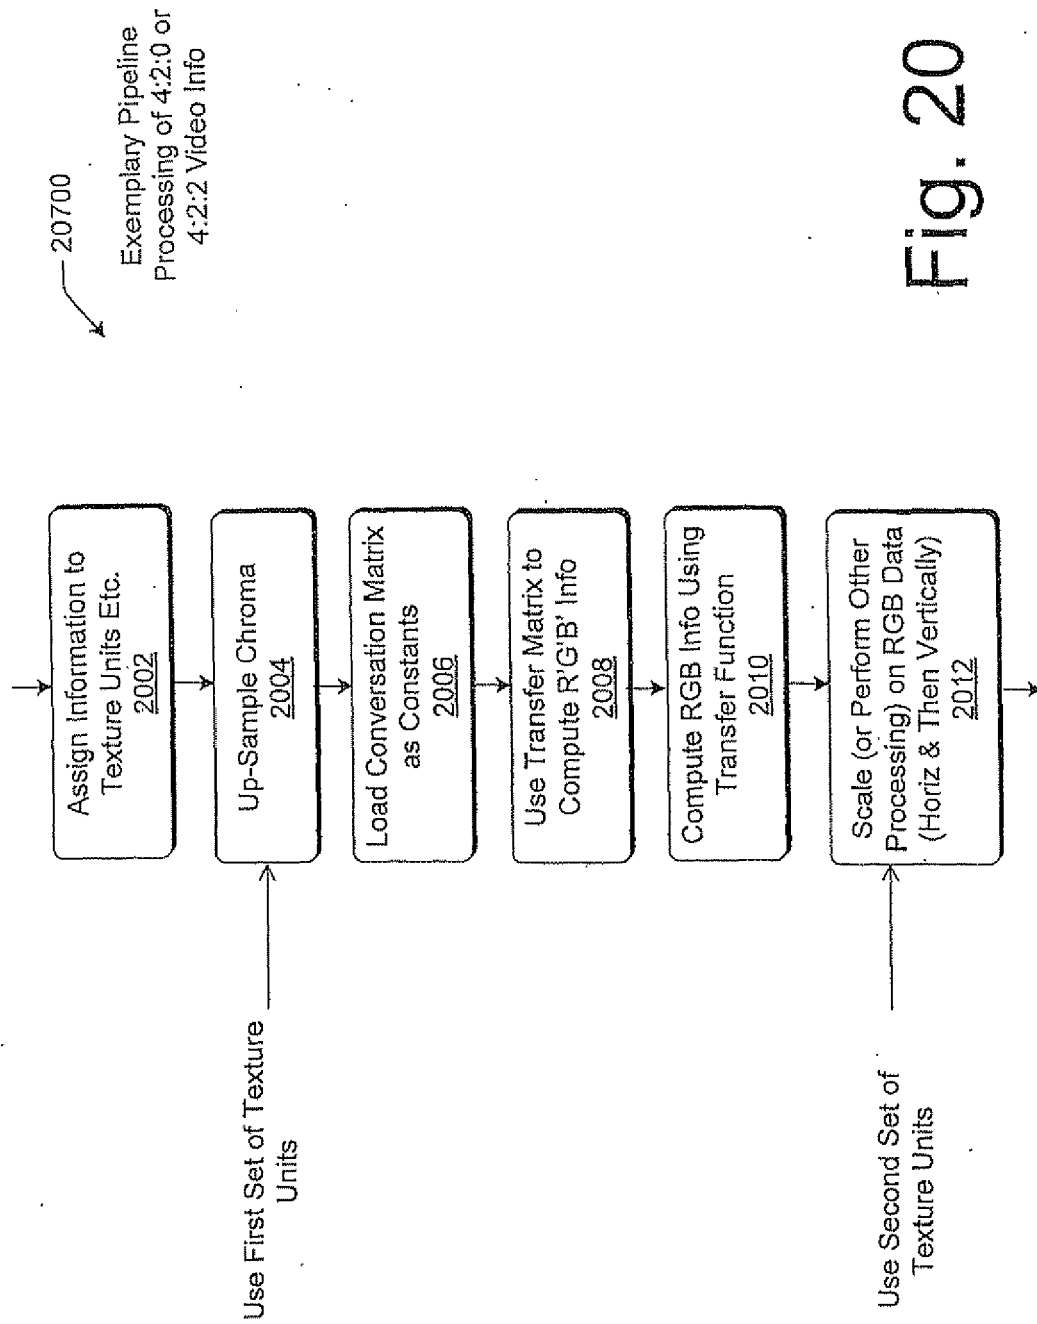 20700
Exemplary Pipeline
Processing of 4:2:0 or
4:2:2 Video Info
Assign Information to
Texture Units Etc.
2002
Use First Set of Texture
Units
Up-Sample Chroma
2004
Load Conversation Matrix
as Constants
2006
Use Transfer Matrix to
Compute R'G'B' Info
2008
Compute RGB Info Using
Transfer Function
2010
Use Second Set of
Texture Units
Scale (or Perform Other
Processing) on RGB Data
(Horiz & Then Vertically)
2012
Fig. 20